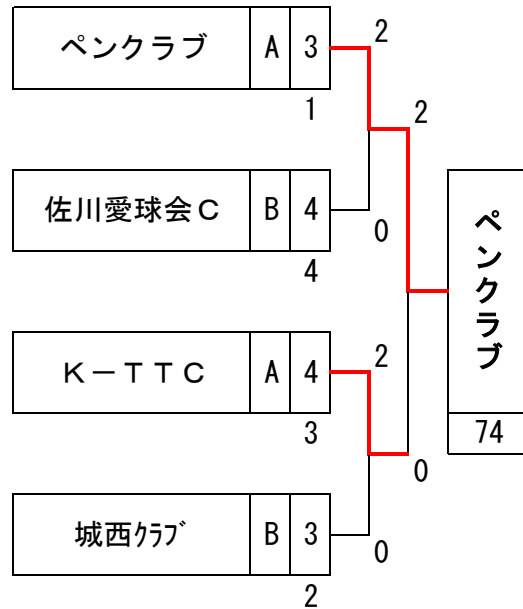 ペンクラブ A 3 2
1 2
佐川愛球会C B 4 0
4
ペンクラブ
K－TTC A 4 2
3 74
0
城西ｸﾗﾌﾞ B 3 0
2